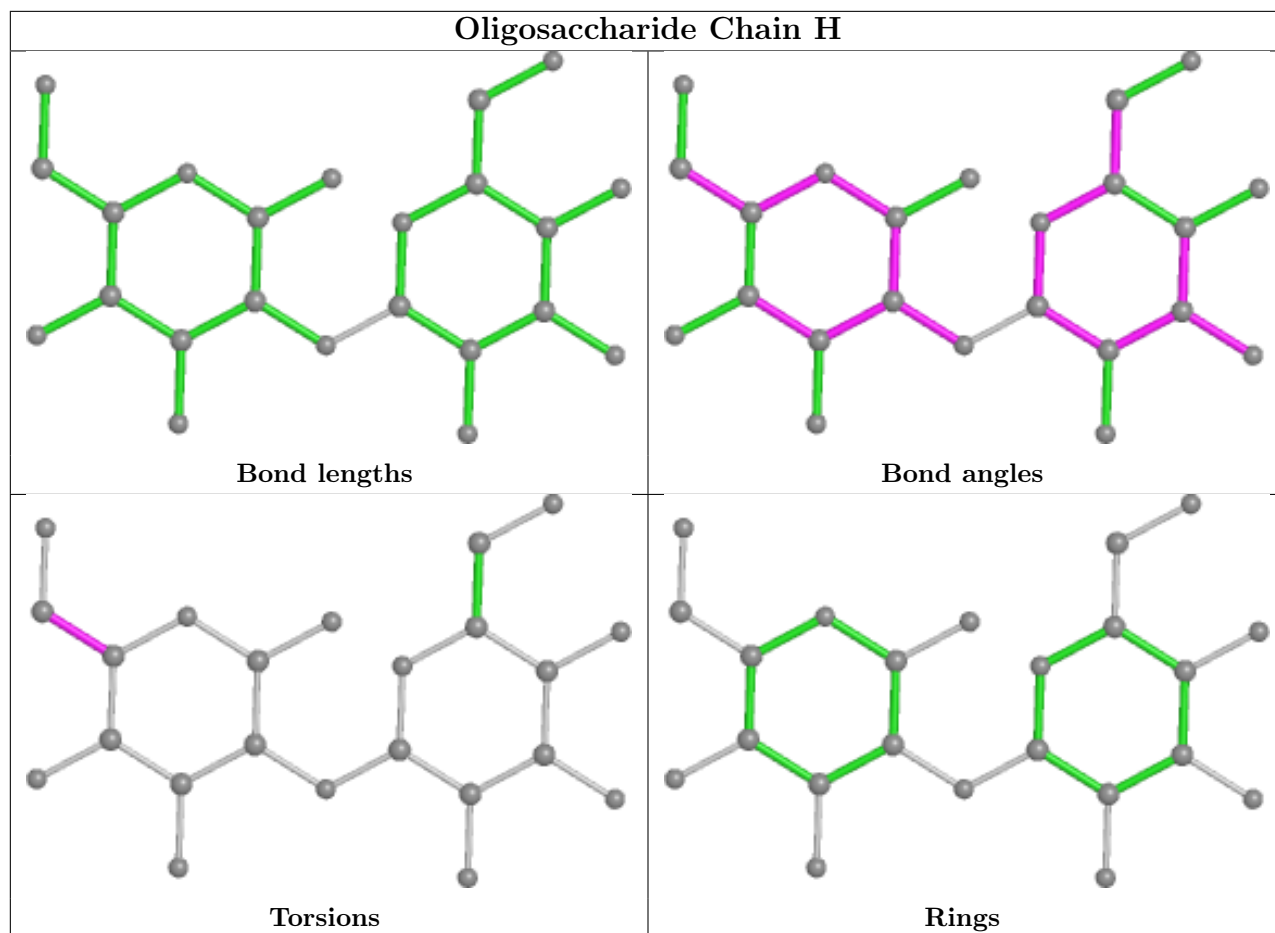 Oligosaccharide Chain H
Bond lengths
Bond angles
Torsions
Rings